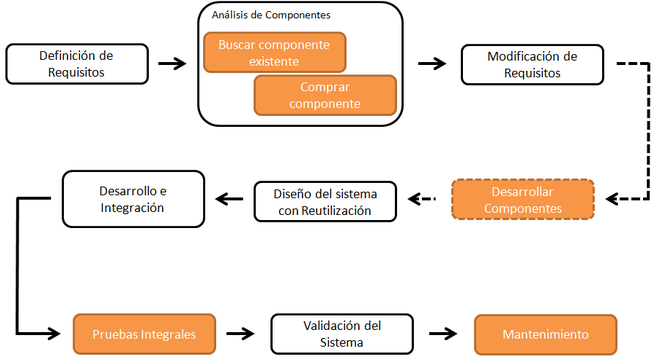 Análisis de Componentes
Definición de
Requisitos
Buscar componente
existente
Comprar
componente
Modificación de
Requisitos
Desarrollo e
Integración
Diseño del sistema
con Reutilización
Desarrollar
Componentes
Pruebas Integrales
Validación del
Sistema
Mantenimiento